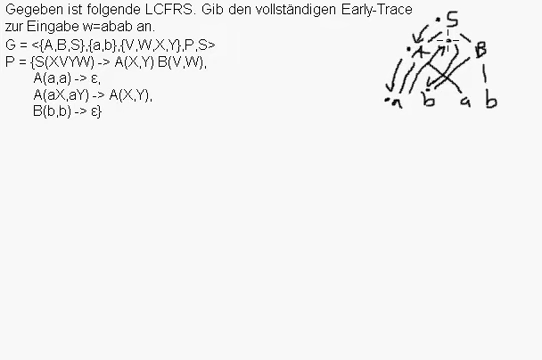 Gegeben ist folgende LCFRS. Gib den vollständigen Early-Trace
zur Eingabe w=abab an.
G = <{A,B,S},{a,b},{V,W,X,Y},P,S>
P = {S(XVYW) -> A(X,Y) B(V,W),
A(a,a) -> ε,
A(aX,aY) -> A(X,Y),
B(b,b) -> ε}
S
A B
a b a b